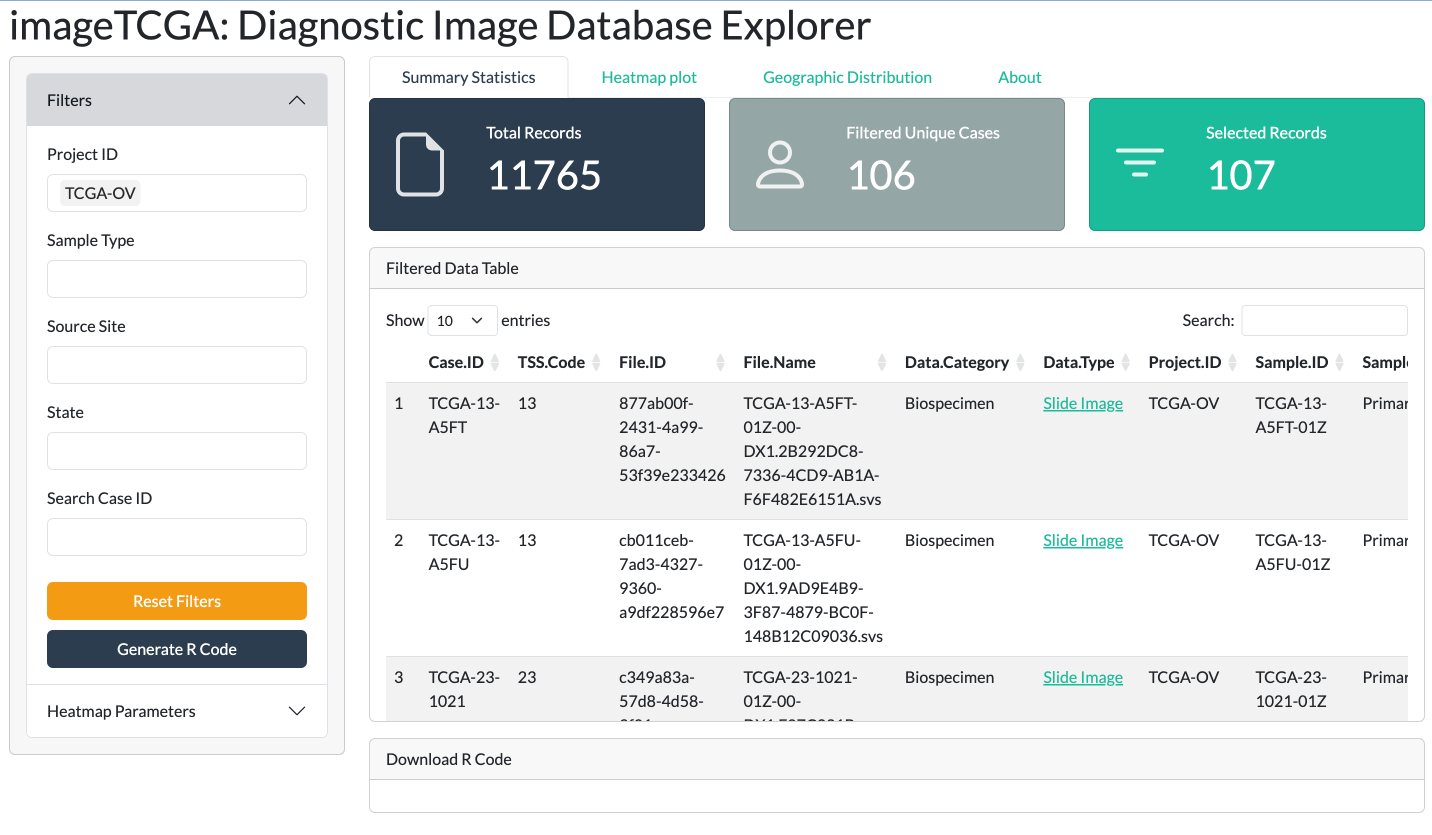 imageTCGA: Diagnostic Image Database Explorer
Filters
Project ID
TCGA-OV
Sample Type
Source Site
State
Search Case ID
Reset Filters
Generate R Code
Heatmap Parameters
Summary Statistics
Heatmap plot
Geographic Distribution
About
Total Records
11765
Filtered Unique Cases
106
Selected Records
107
Filtered Data Table
Show 10 entries
Search:
Case.ID TSS.Code File.ID File.Name Data.Category Data.Type Project.ID Sample.ID Sampl
1 TCGA-13- 13 877ab00f- TCGA-13-A5FT- Biospecimen Slide Image TCGA-OV TCGA-13- Primar
A5FT 2431-4a99- 01Z-00- A5FT-01Z
86a7- DX1.2B292DC8-
53f39e233426 7336-4CD9-AB1A-
F6F482E6151A.svs
2 TCGA-13- 13 cb011ceb- TCGA-13-A5FU- Biospecimen Slide Image TCGA-OV TCGA-13- Primar
A5FU 7ad3-4327- 01Z-00- A5FU-01Z
9360- DX1.9AD9E4B9-
a9df228596e7 3F87-4879-BC0F-
148B12C09036.svs
3 TCGA-23- 23 c349a83a- TCGA-23-1021- Biospecimen Slide Image TCGA-OV TCGA-23- Primar
1021 57d8-4d58- 01Z-00- 1021-01Z
Download R Code